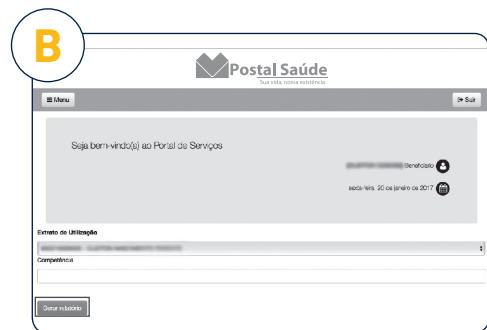 B
Postal Saúde
Sua vida, nossa existência.
Menu
Sair
Seja bem-vindo(a) ao Portal de Serviços
Beneficiário
sexta-feira, 20 de janeiro de 2017
Extrato de Utilização
Competência
Gerar relatório